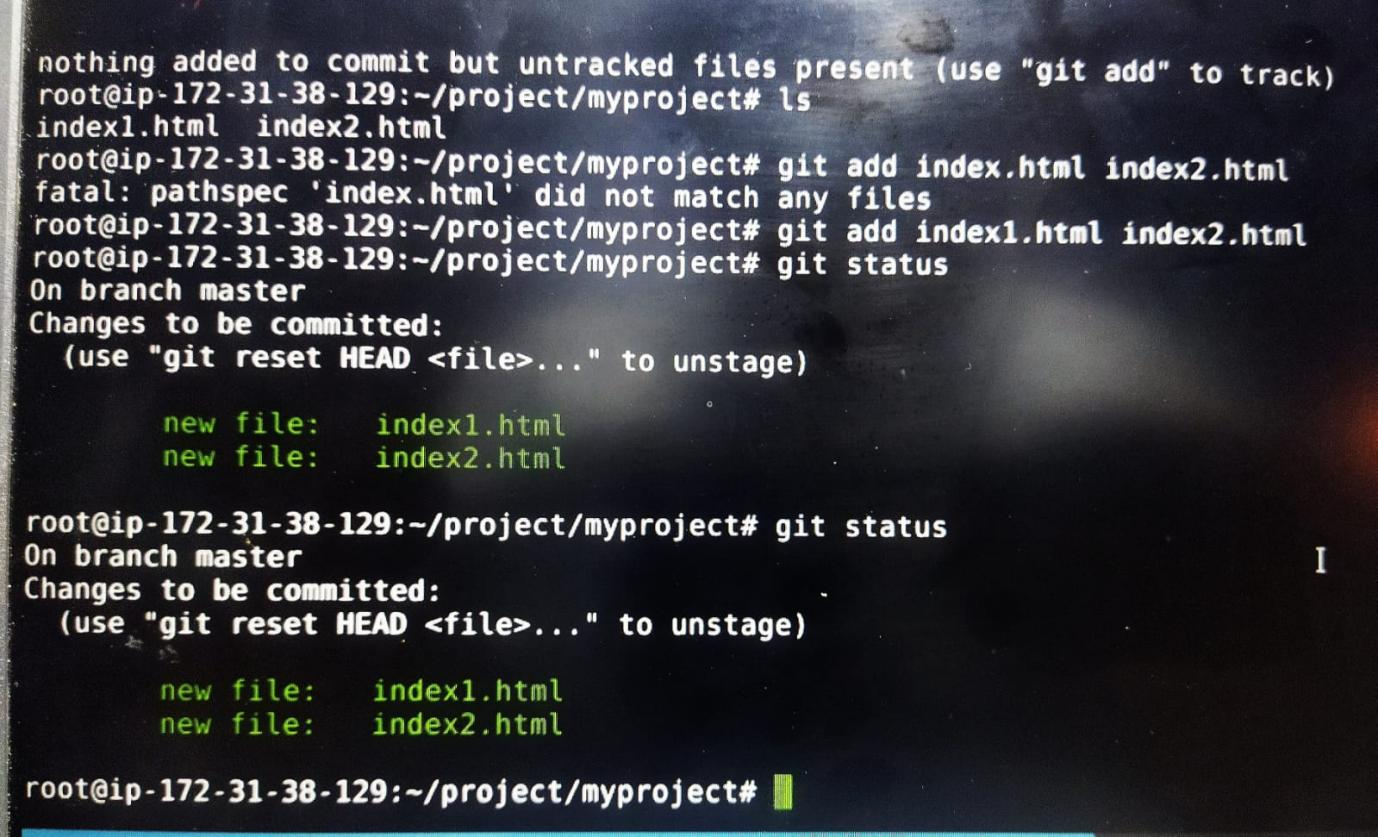 nothing added to commit but untracked files present (use "git add" to track)
root@ip-172-31-38-129:~/project/myproject# ls
index1.html  index2.html
root@ip-172-31-38-129:~/project/myproject# git add index.html index2.html
fatal: pathspec 'index.html' did not match any files
root@ip-172-31-38-129:~/project/myproject# git add index1.html index2.html
root@ip-172-31-38-129:~/project/myproject# git status
On branch master
Changes to be committed:
  (use "git reset HEAD <file>..." to unstage)
        new file:   index1.html
        new file:   index2.html
root@ip-172-31-38-129:~/project/myproject# git status
On branch master
Changes to be committed:
  (use "git reset HEAD <file>..." to unstage)
        new file:   index1.html
        new file:   index2.html
root@ip-172-31-38-129:~/project/myproject#